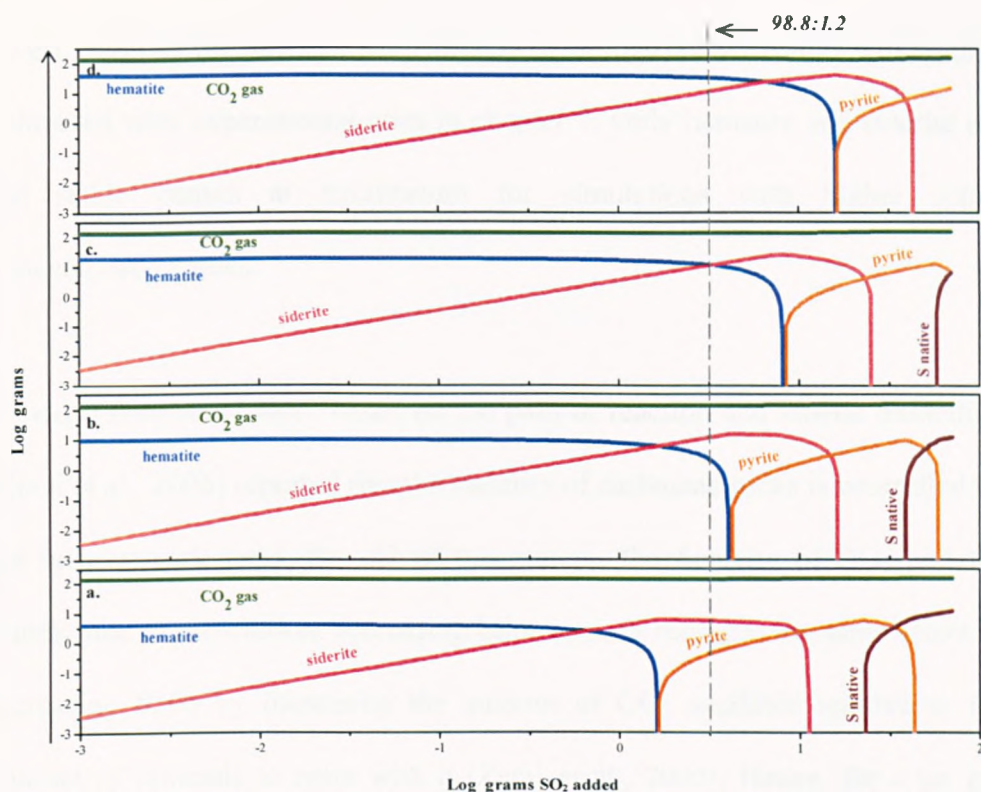 98.8:1.2
d.
2
1
-1
-2
-3
hematite
CO2 gas
siderite
pyrite
c.
2
1
0
-1
-2
-3
CO2 gas
hematite
siderite
pyrite
S native
b.
2
1
0
-1
-2
-3
CO2 gas
hematite
siderite
pyrite
S native
a.
2
1
0
-1
-2
-3
CO2 gas
hematite
siderite
pyrite
S native
-3
-2
-1
0
1
2
Log grams
Log grams SO2 added